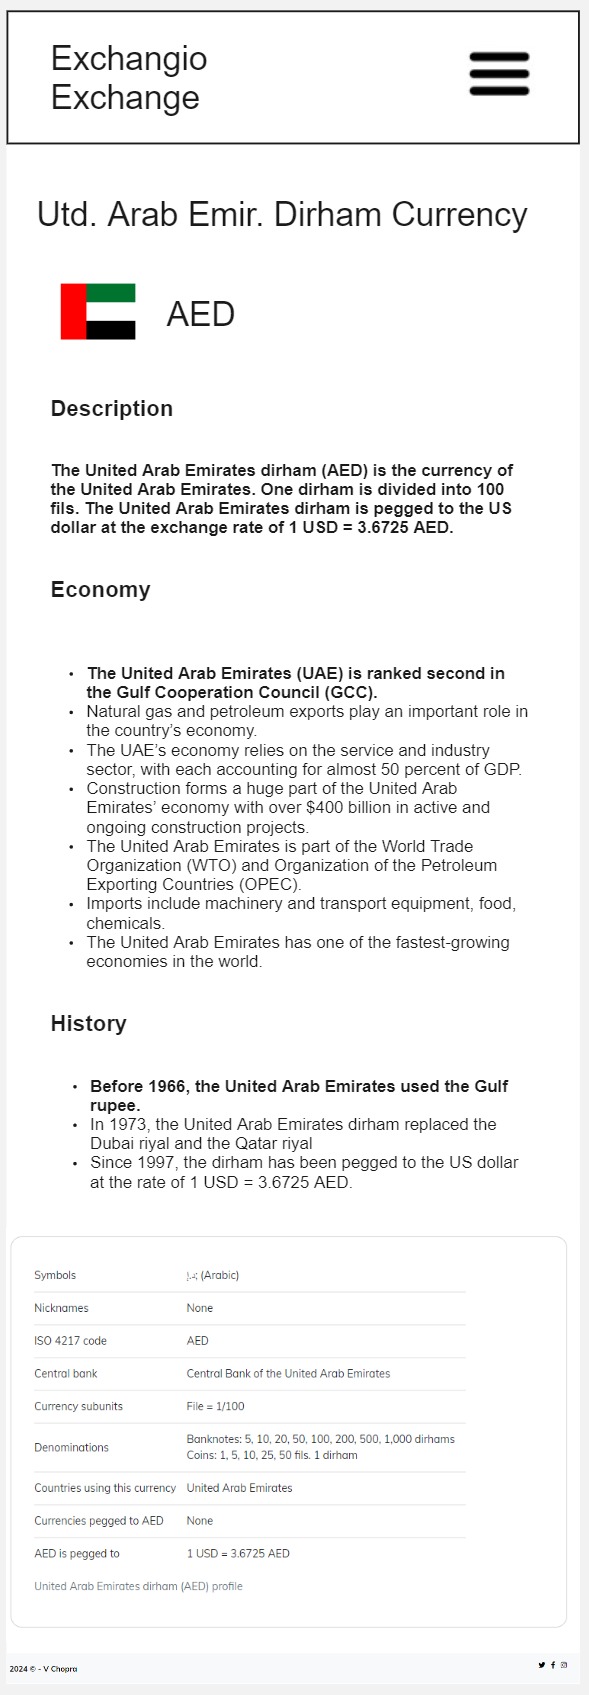 Exchangio
Exchange
Utd. Arab Emir. Dirham Currency
AED
Description
The United Arab Emirates dirham (AED) is the currency of
the United Arab Emirates. One dirham is divided into 100
fils. The United Arab Emirates dirham is pegged to the US
dollar at the exchange rate of 1 USD = 3.6725 AED.
Economy
• The United Arab Emirates (UAE) is ranked second in
the Gulf Cooperation Council (GCC).
• Natural gas and petroleum exports play an important role in
the country’s economy.
• The UAE’s economy relies on the service and industry
sector, with each accounting for almost 50 percent of GDP.
• Construction forms a huge part of the United Arab
Emirates’ economy with over $400 billion in active and
ongoing construction projects.
• The United Arab Emirates is part of the World Trade
Organization (WTO) and Organization of the Petroleum
Exporting Countries (OPEC).
• Imports include machinery and transport equipment, food,
chemicals.
• The United Arab Emirates has one of the fastest-growing
economies in the world.
History
• Before 1966, the United Arab Emirates used the Gulf
rupee.
• In 1973, the United Arab Emirates dirham replaced the
Dubai riyal and the Qatar riyal
• Since 1997, the dirham has been pegged to the US dollar
at the rate of 1 USD = 3.6725 AED.
Symbols (Arabic)
Nicknames None
ISO 4217 code AED
Central bank Central Bank of the United Arab Emirates
Currency subunits File = 1/100
Denominations Banknotes: 5, 10, 20, 50, 100, 200, 500, 1,000 dirhams
Coins: 1, 5, 10, 25, 50 fils. 1 dirham
Countries using this currency United Arab Emirates
Currencies pegged to AED None
AED is pegged to 1 USD = 3.6725 AED
United Arab Emirates dirham (AED) profile
2024 © - V Chopra